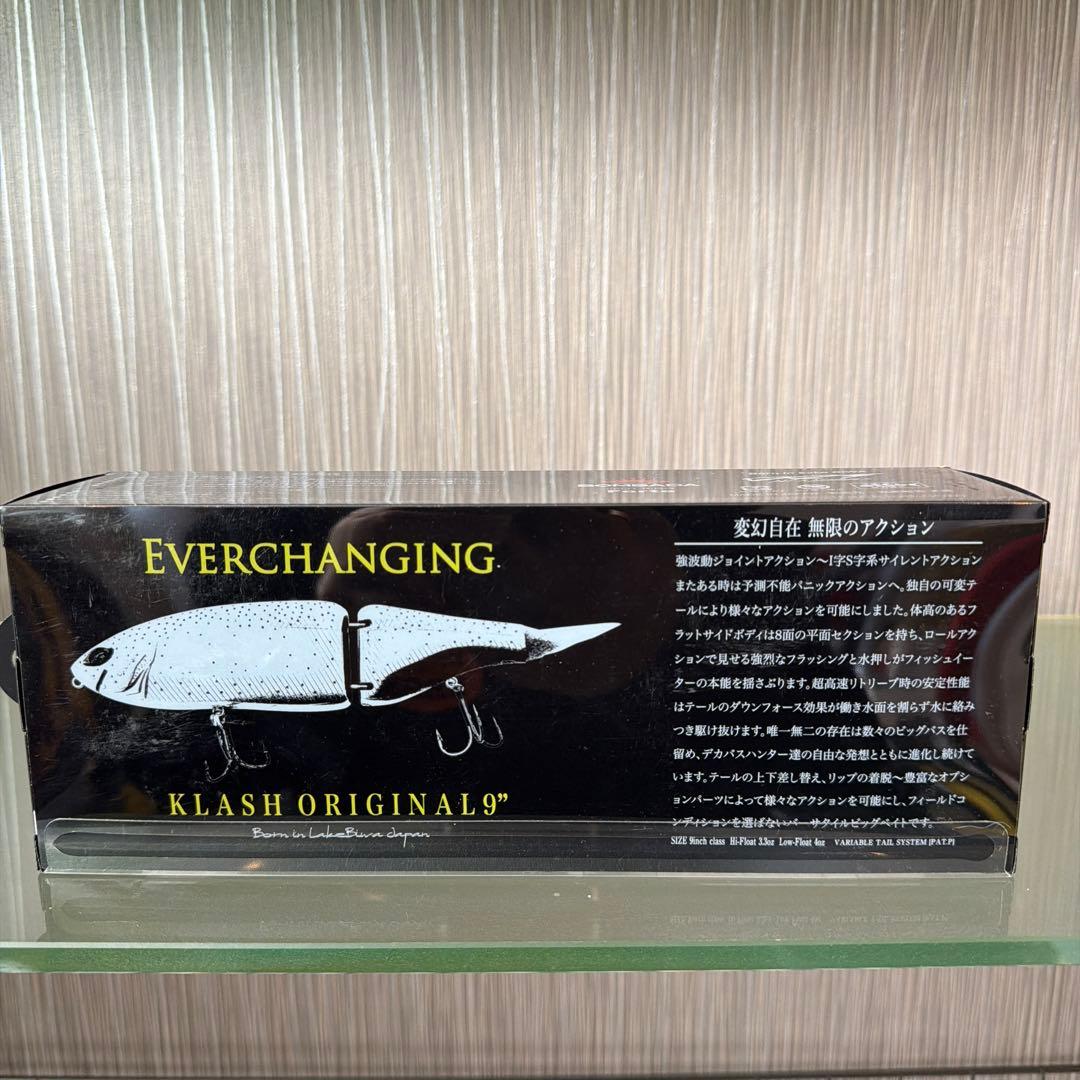 EVERCHANGING
KLASH ORIGINAL 9”
Born in Lake Biwa Japan
変幻自在 無限のアクション
強波動ジョイントアクション〜I字S字系サイレントアクション
またある時は予測不能パニックアクションへ。独自の可変テ
ールにより様々なアクションを可能にしました。体高のあるフ
ラットサイドボディは8面の平面セクションを持ち、ロールアク
ションで見せる強烈なフラッシングと水押しがフィッシュイー
ターの本能を揺さぶります。超高速リトリーブ時の安定性能
はテールのダウンフォース効果が働き水面を割らず水に絡み
つき駆け抜けます。唯一無二の存在は数々のビッグバスを仕
留め、デカバスハンター達の自由な発想とともに進化し続けて
います。テールの上下差し替え、リップの着脱〜豊富なオプシ
ョンパーツによって様々なアクションを可能にし、フィールドコ
ンディションを選ばないバーサタイルビッグベイトです。
SIZE 9inch class Hi-Float 3.3oz Low-Float 4oz VARIABLE TAIL SYSTEM [PAT.P]